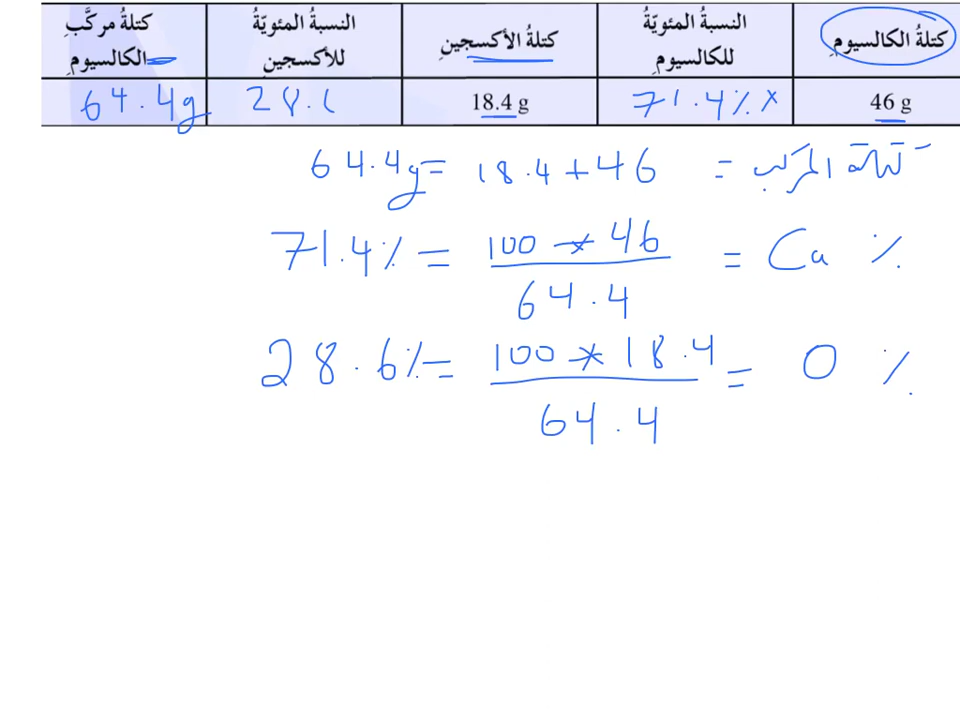 كتلةُ الكالسيومِ | النسبةُ المئويّةُ للكالسيومِ | كتلةُ الأكسجينِ | النسبةُ المئويّةُ للأكسجين | كتلةُ مركَّبِ الكالسيومِ
46 g | 71.4% x | 18.4 g | 28.6 | 64.4g
كتلة المركب = 46 + 18.4 = 64.4g
% Ca = 46 * 100 / 64.4 = 71.4%
% O = 18.4 * 100 / 64.4 = 28.6%